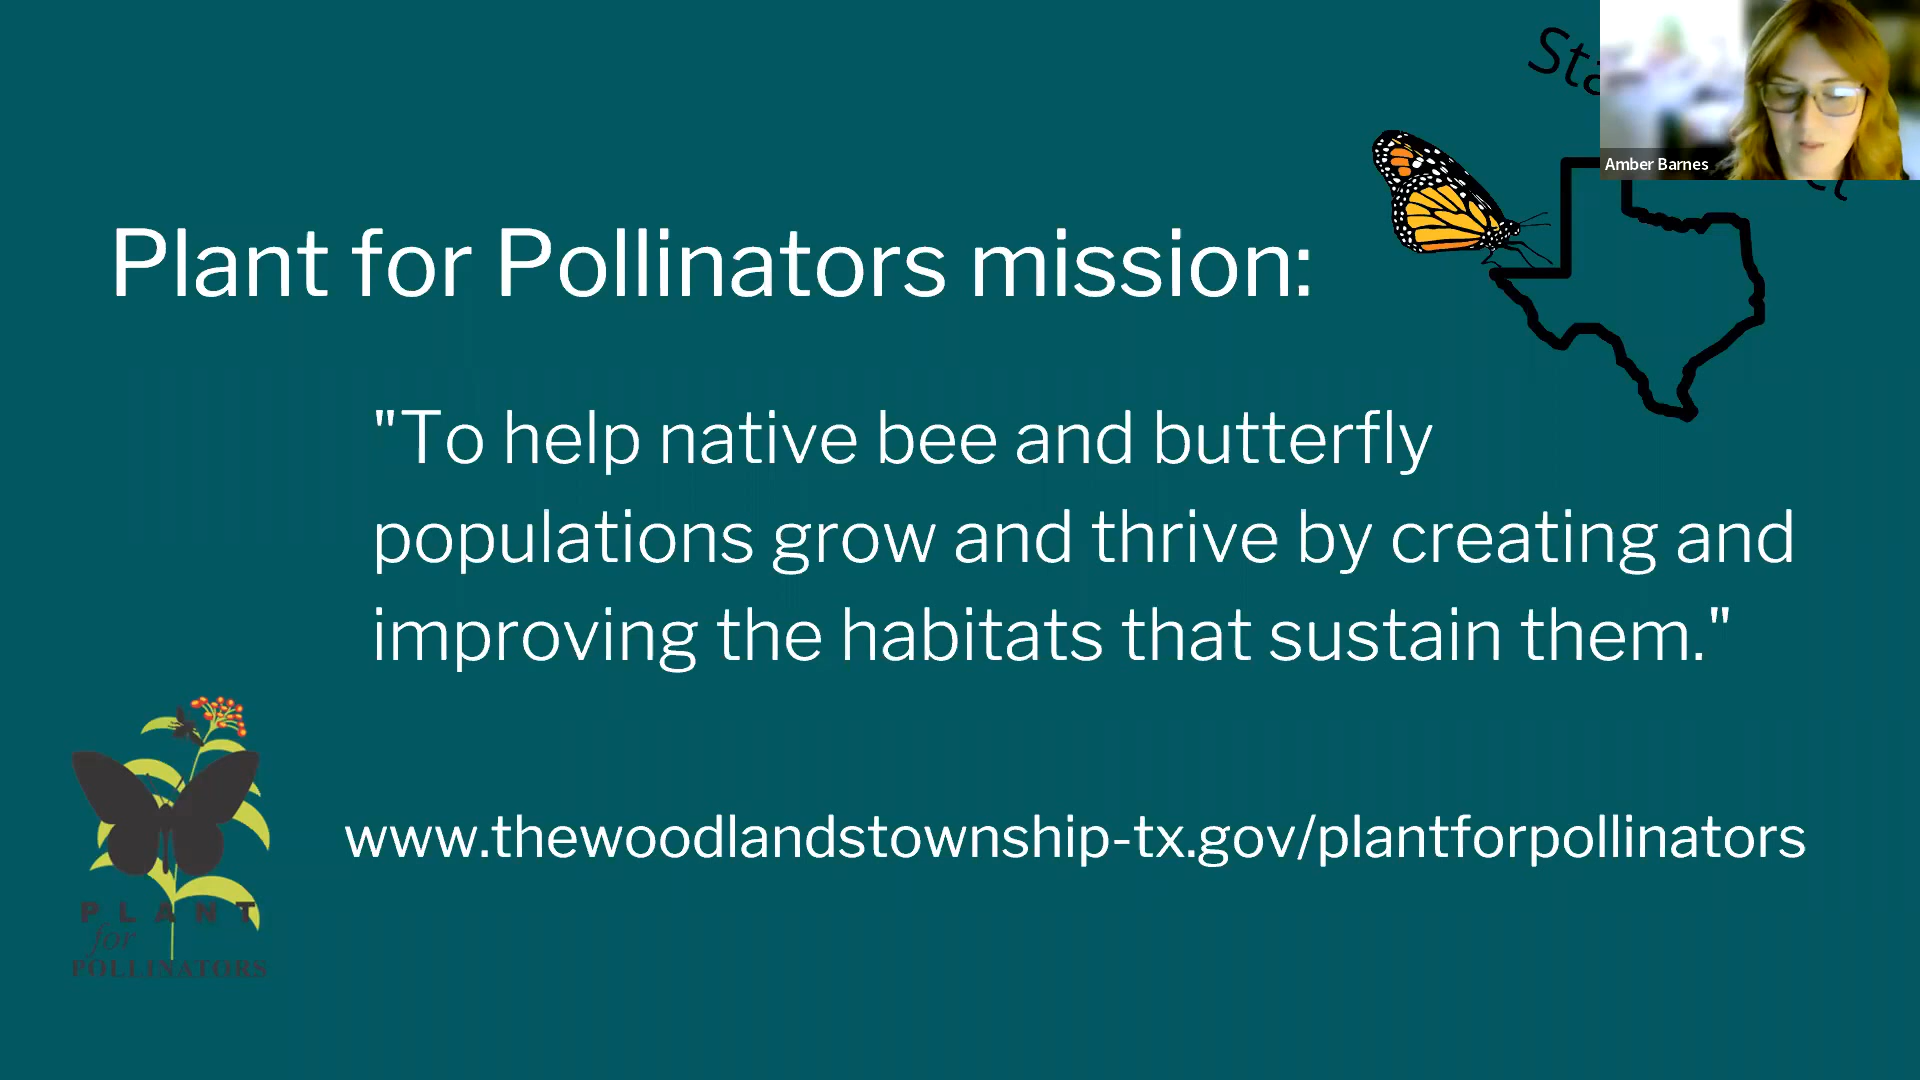 Amber Barnes
Plant for Pollinators mission:
"To help native bee and butterfly
populations grow and thrive by creating and
improving the habitats that sustain them."
www.thewoodlandstownship-tx.gov/plantforpollinators
PLANT
for
POLLINATORS